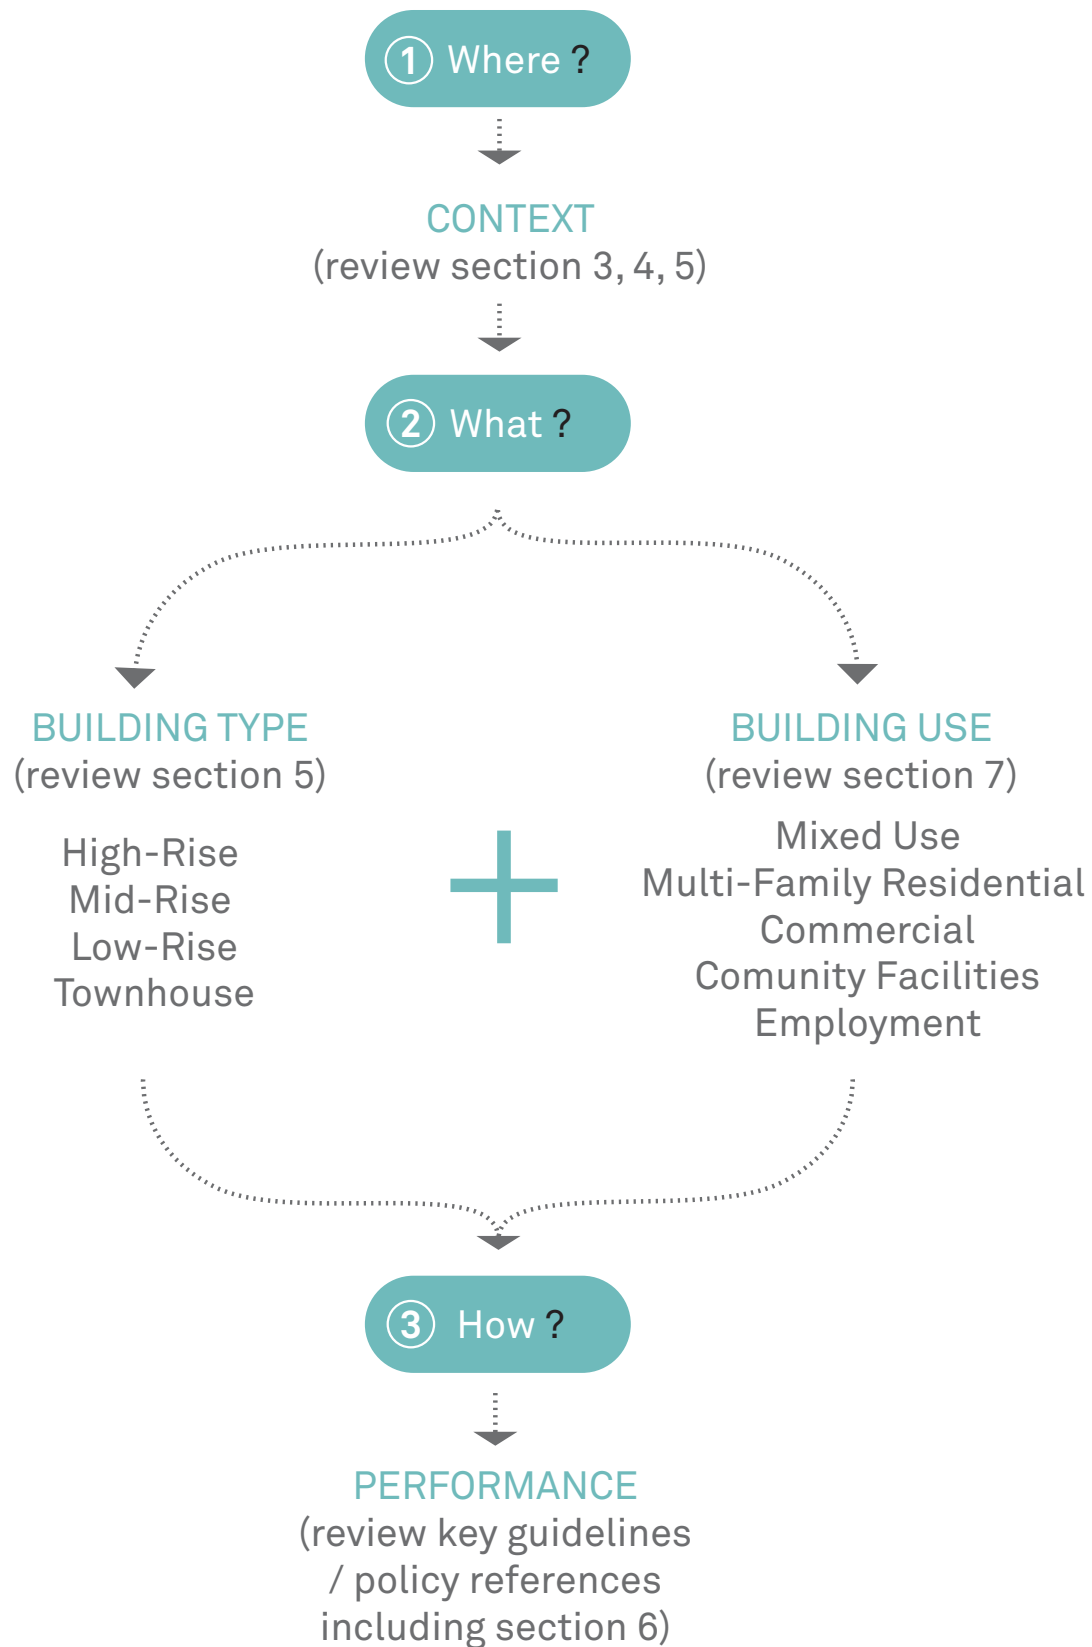 1 Where ?
CONTEXT
(review section 3, 4, 5)
2 What ?
BUILDING TYPE
(review section 5)
High-Rise
Mid-Rise
Low-Rise
Townhouse
+
BUILDING USE
(review section 7)
Mixed Use
Multi-Family Residential
Commercial
Comunity Facilities
Employment
3 How ?
PERFORMANCE
(review key guidelines
/ policy references
including section 6)